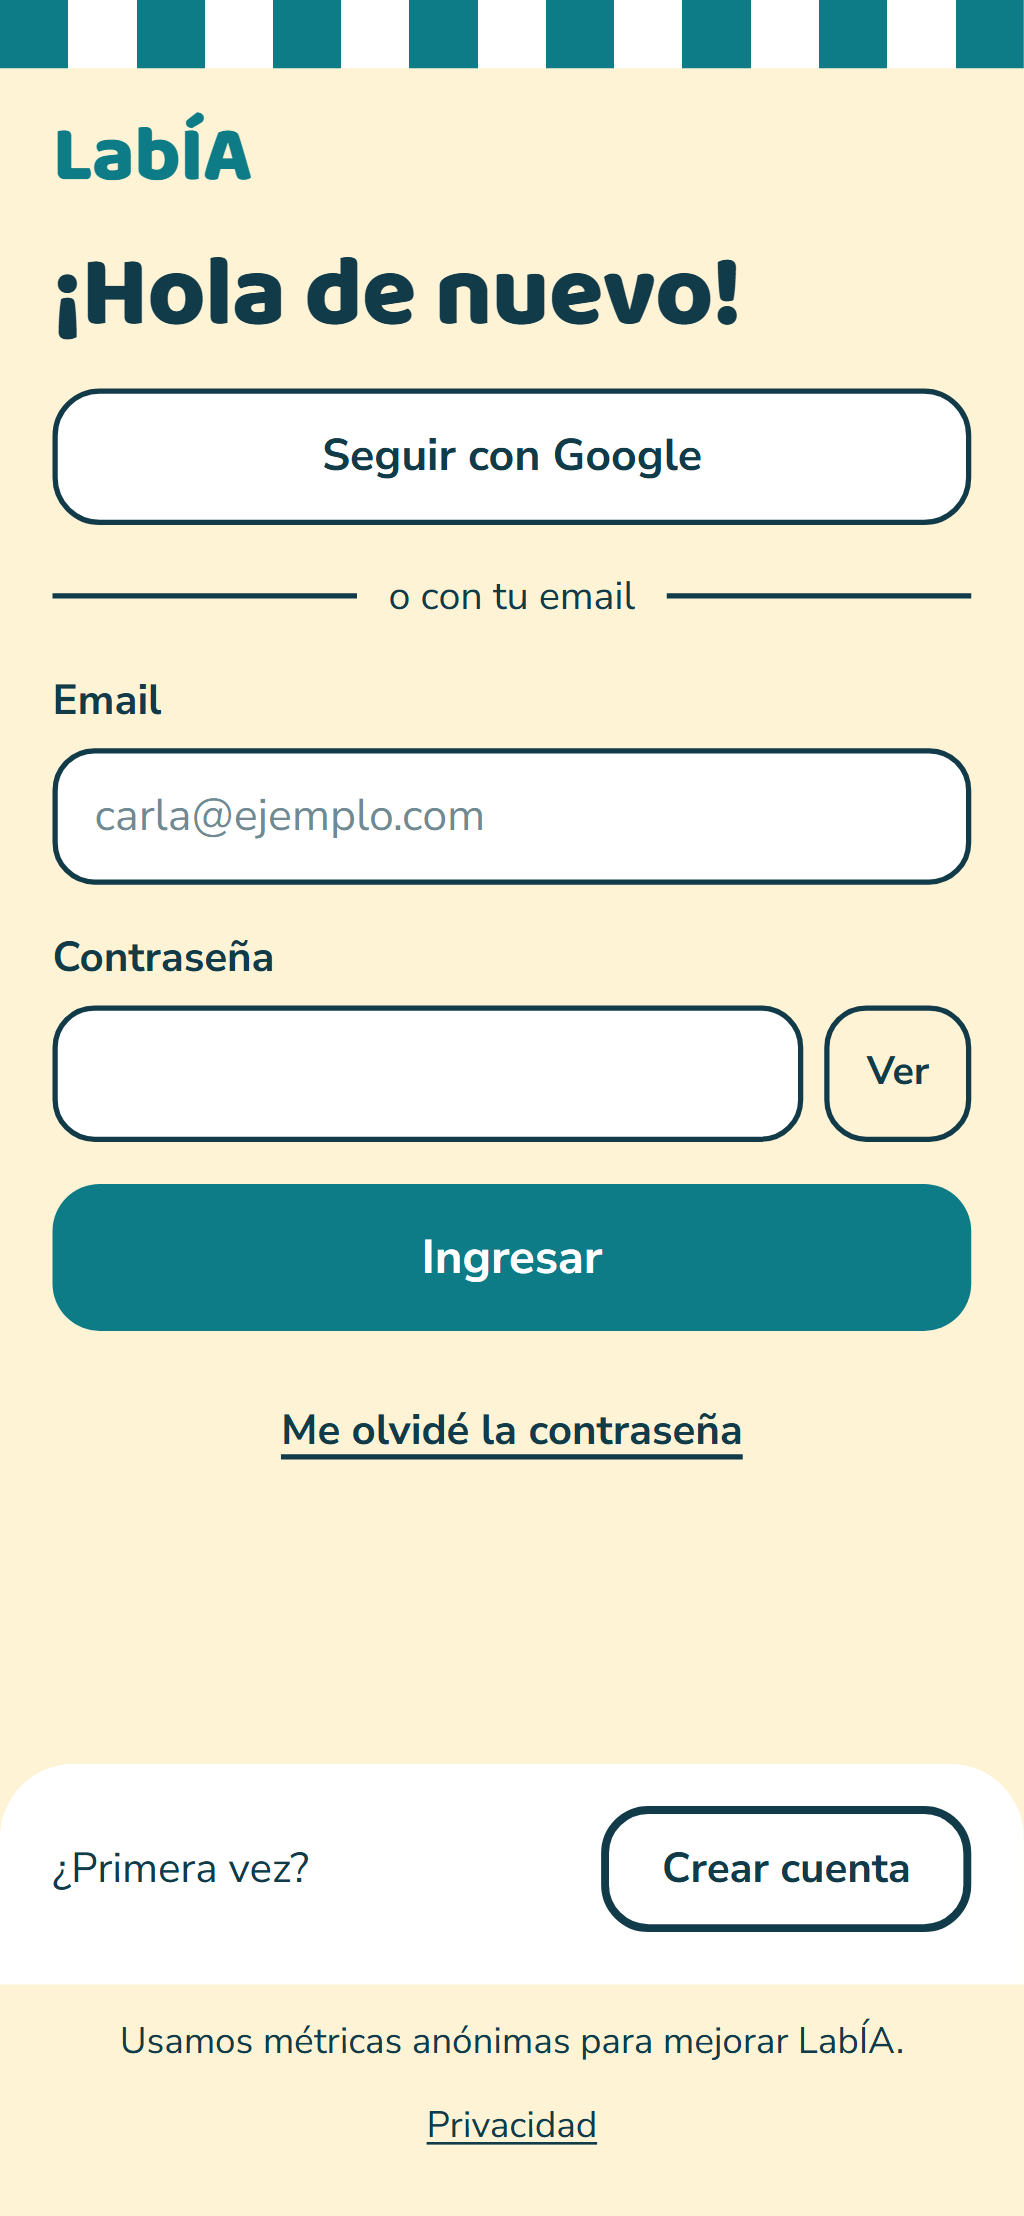 LabÍA
¡Hola de nuevo!
Seguir con Google
o con tu email
Email
carla@ejemplo.com
Contraseña
Ver
Ingresar
Me olvidé la contraseña
¿Primera vez?
Crear cuenta
Usamos métricas anónimas para mejorar LabÍA.
Privacidad